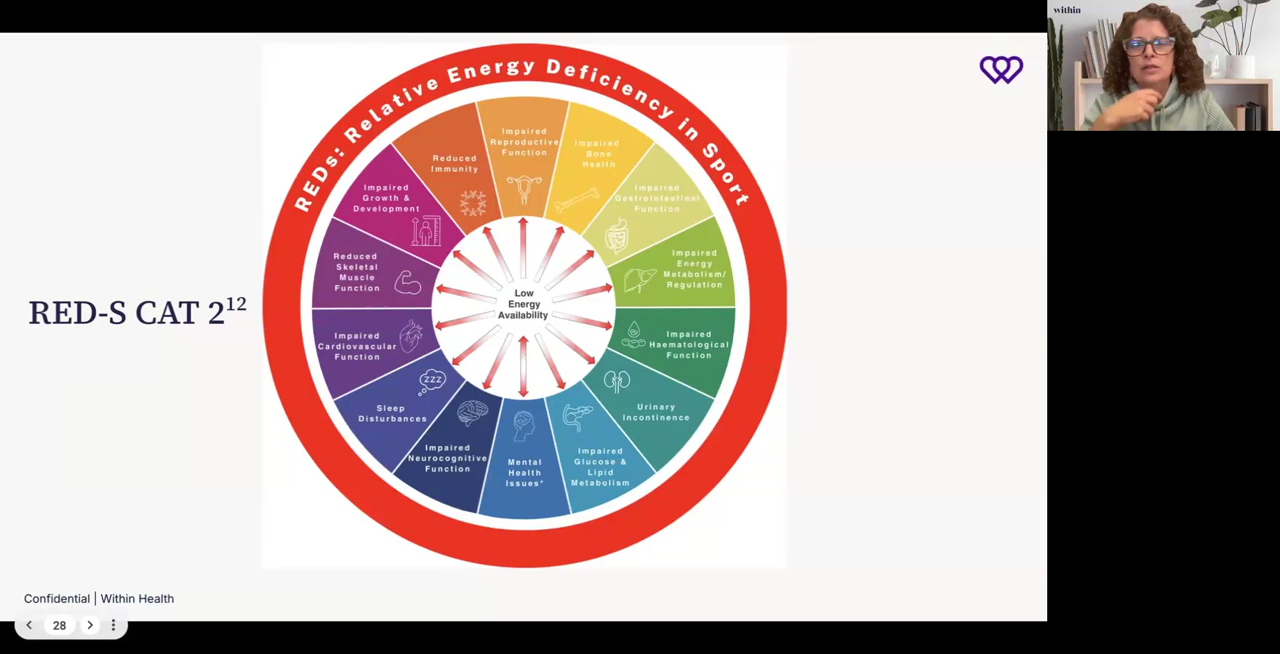 within
REDs: Relative Energy Deficiency in Sport
Impaired
Reproductive
Function
Impaired
Bone
Health
Impaired
Gastrointestinal
Function
Impaired
Energy
Metabolism/
Regulation
Impaired
Haematological
Function
Urinary
Incontinence
Impaired
Glucose &
Lipid
Metabolism
Mental
Health
Issues*
Impaired
Neurocognitive
Function
Sleep
Disturbances
ZZZ
Impaired
Cardiovascular
Function
Reduced
Skeletal
Muscle
Function
Impaired
Growth &
Development
Reduced
Immunity
Low
Energy
Availability
RED-S CAT 2¹²
Confidential | Within Health
28